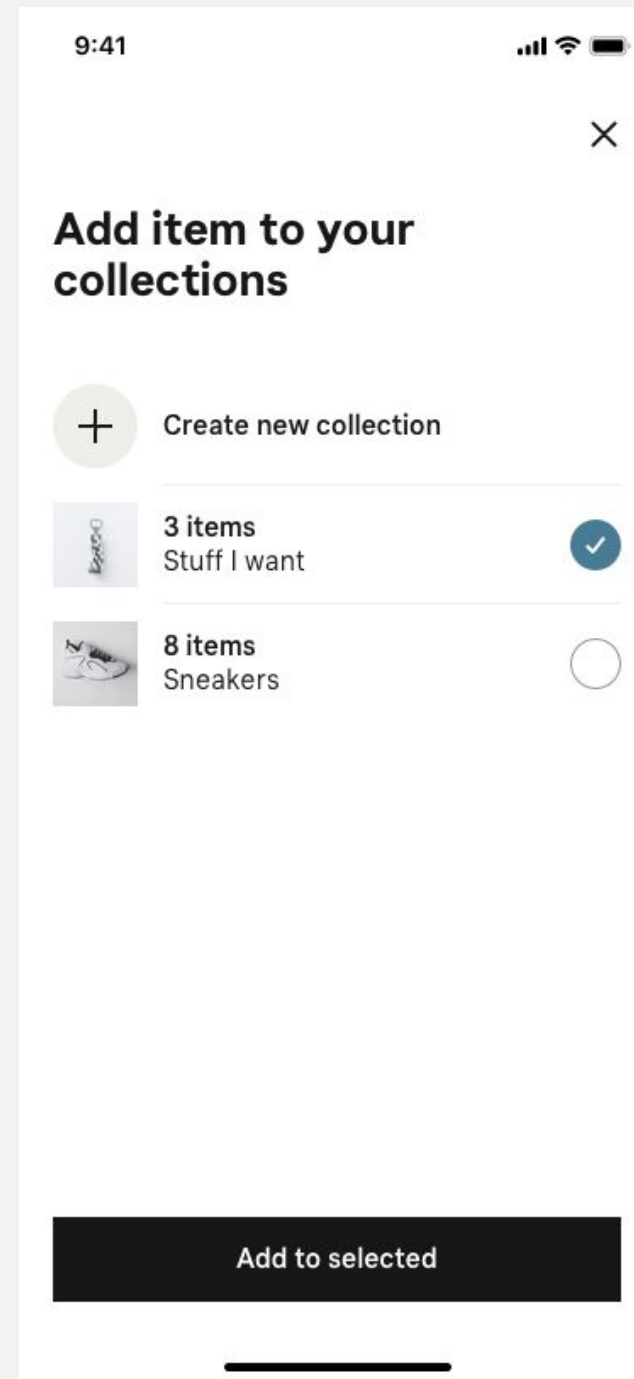 9:41
Add item to your
collections
Create new collection
3 items
Stuff I want
8 items
Sneakers
Add to selected